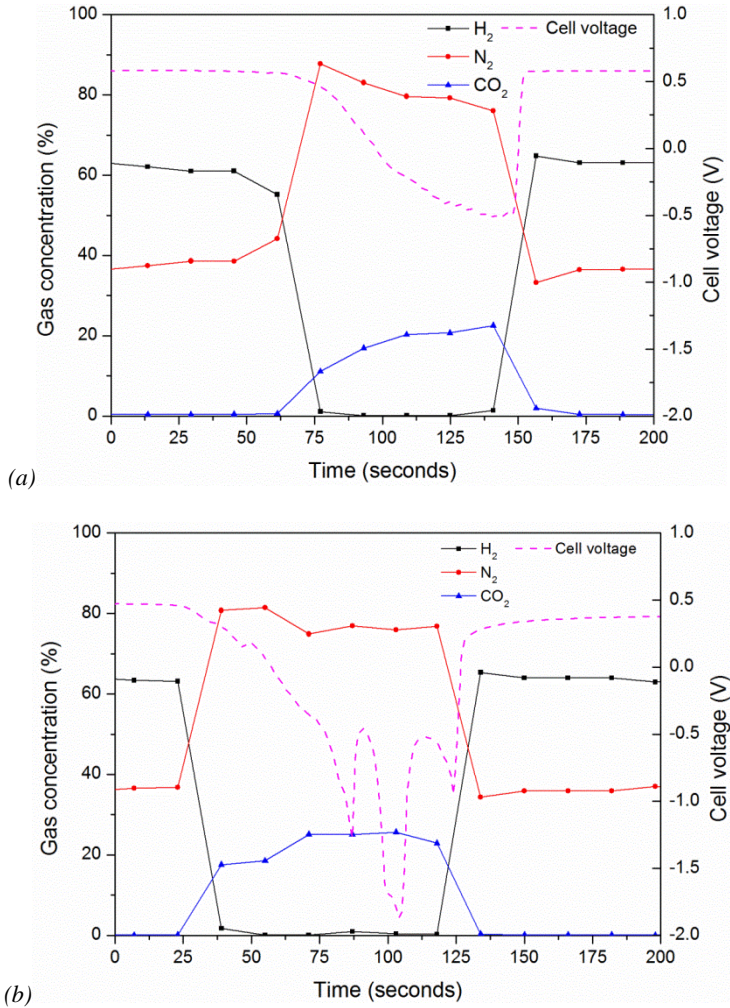 H2 Cell voltage
N2
CO2
100
80
60
40
20
0
Gas concentration (%)
1.0
0.5
0.0
-0.5
-1.0
-1.5
-2.0
Cell voltage (V)
0 25 50 75 100 125 150 175 200
Time (seconds)
(a)
H2 Cell voltage
N2
CO2
100
80
60
40
20
0
Gas concentration (%)
1.0
0.5
0.0
-0.5
-1.0
-1.5
-2.0
Cell voltage (V)
0 25 50 75 100 125 150 175 200
Time (seconds)
(b)